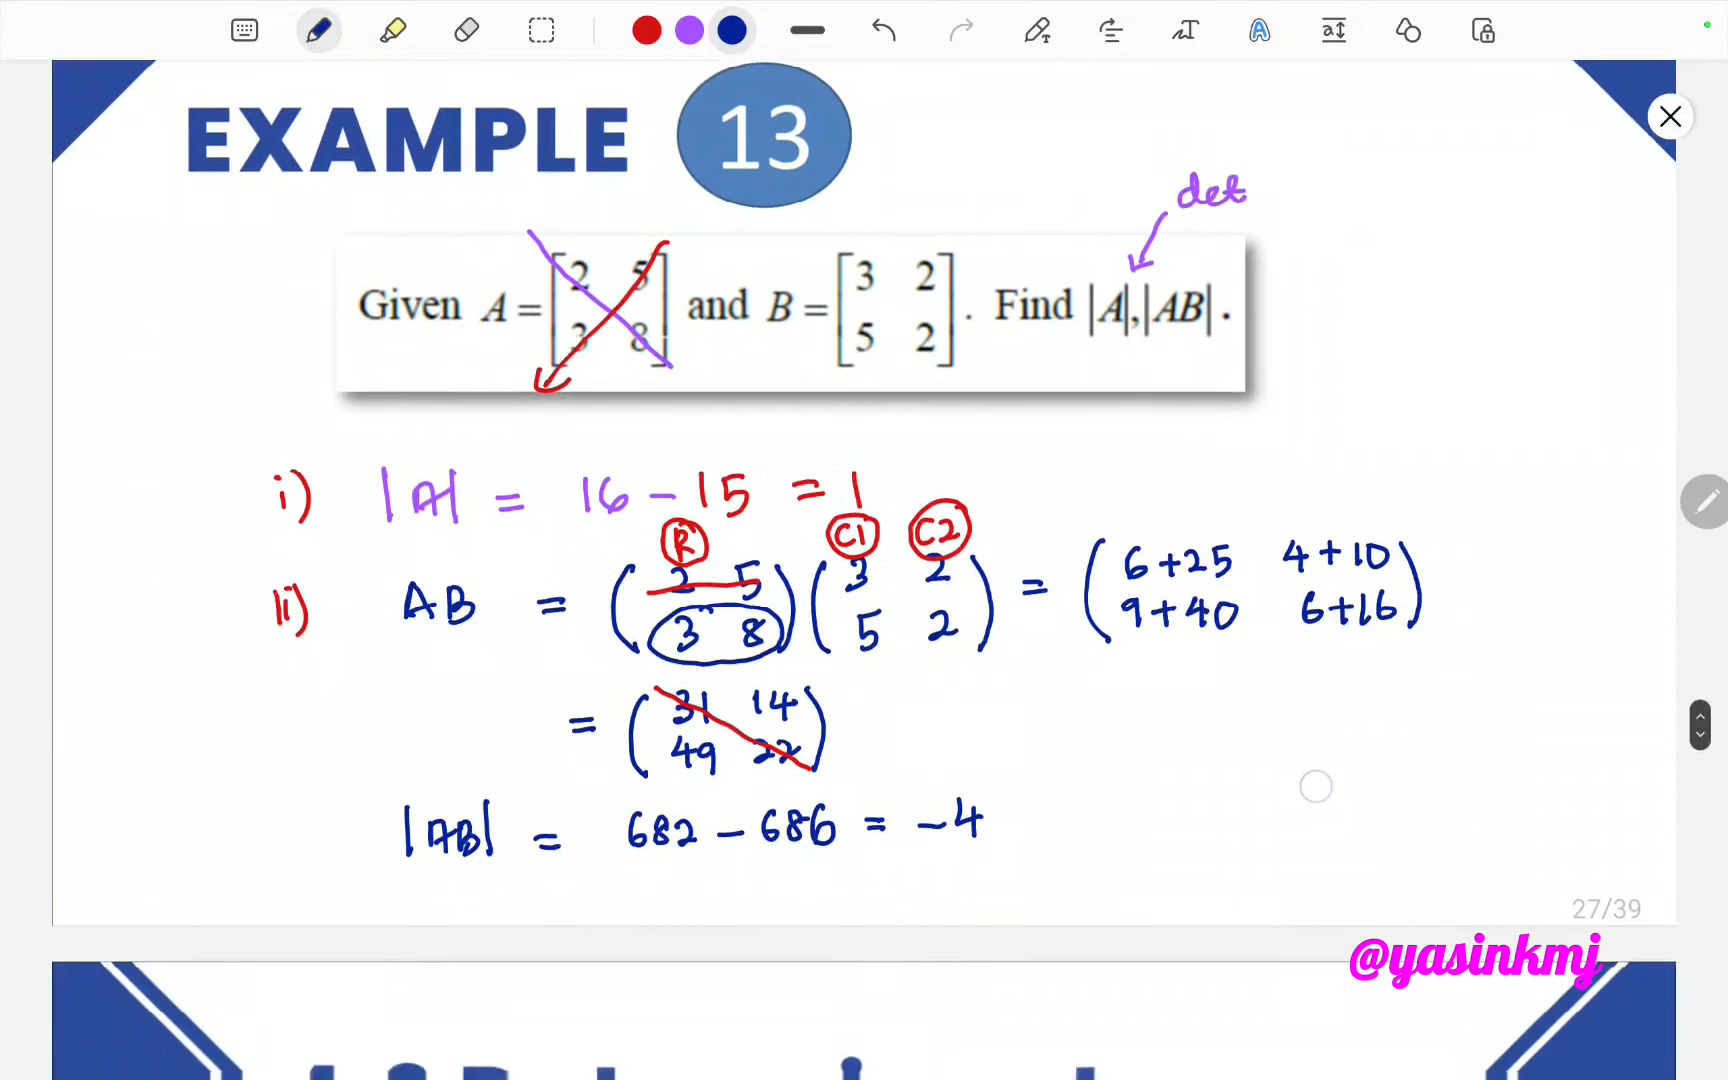 EXAMPLE 13
det
Given A = [2 5; 3 8] and B = [3 2; 5 2]. Find |A|, |AB|.
i) |A| = 16 - 15 = 1
R C1 C2
ii) AB = (2 5; 3 8)(3 2; 5 2) = (6+25 4+10; 9+40 6+16)
= (31 14; 49 22)
|AB| = 682 - 686 = -4
27/39
@yasinkmj